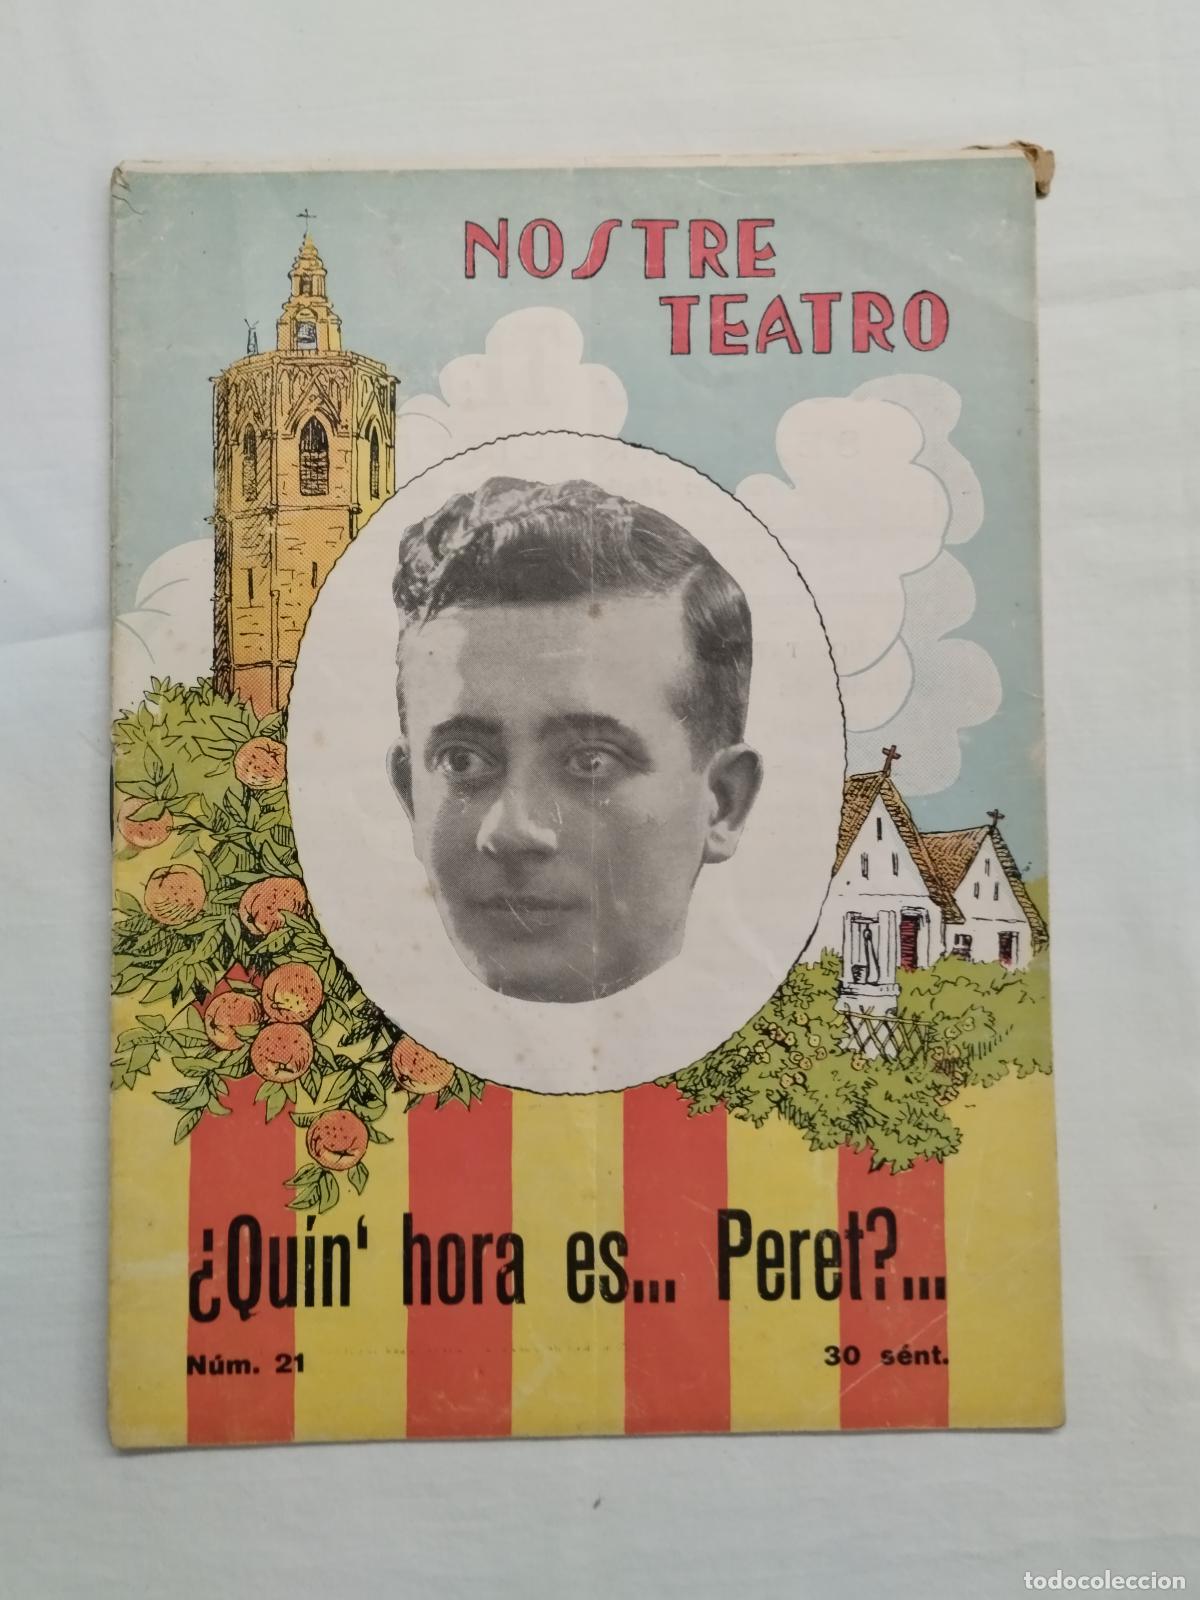 NOSTRE
TEATRO
¿Quín' hora es... Peret?...
Núm. 21
30 sént.
todocoleccion